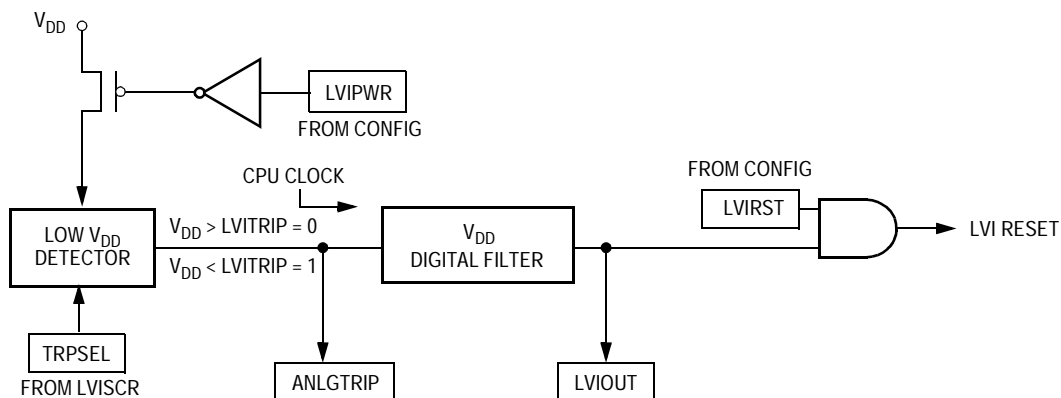 VDD
LVIPWR
FROM CONFIG
CPU CLOCK
FROM CONFIG
LVIRST
LOW VDD
DETECTOR
VDD > LVITRIP = 0
VDD < LVITRIP = 1
VDD
DIGITAL FILTER
LVI RESET
TRPSEL
FROM LVISCR
ANLGTRIP
LVIOUT